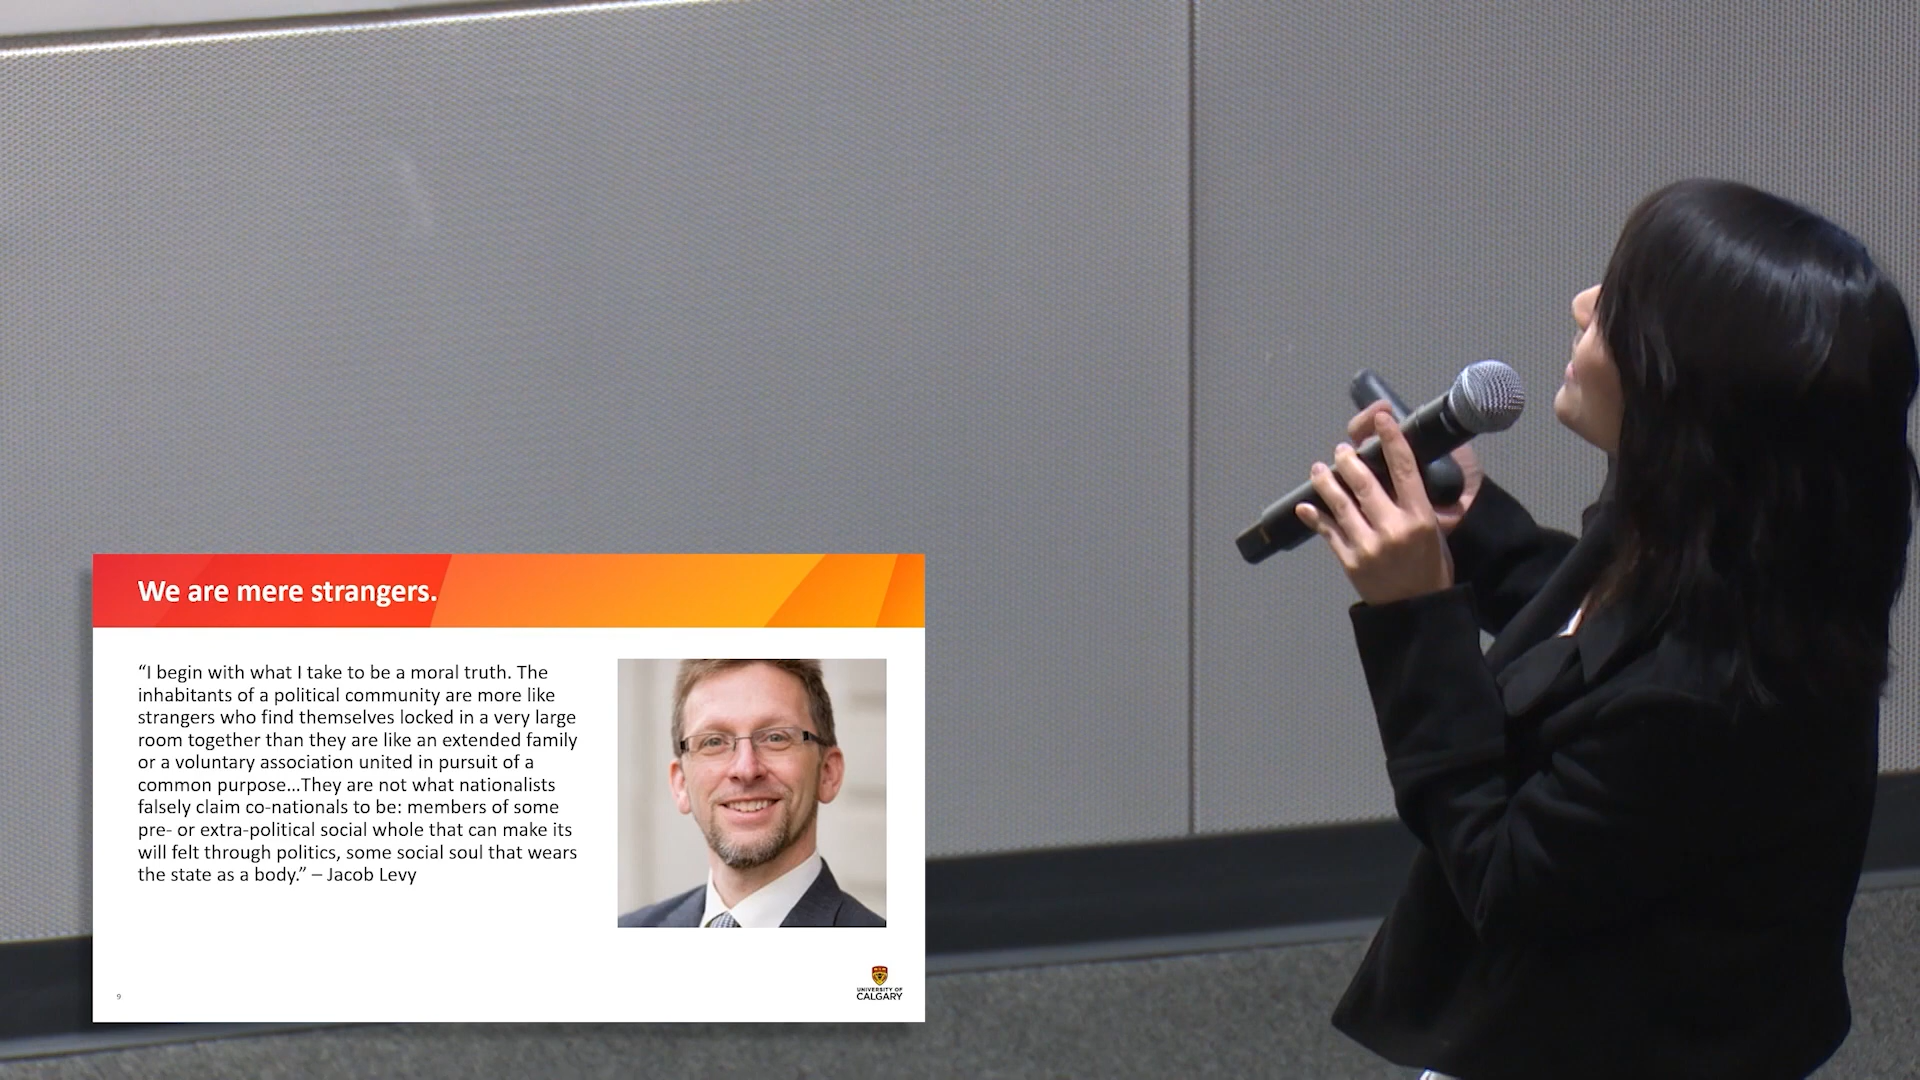 We are mere strangers.
“I begin with what I take to be a moral truth. The
inhabitants of a political community are more like
strangers who find themselves locked in a very large
room together than they are like an extended family
or a voluntary association united in pursuit of a
common purpose...They are not what nationalists
falsely claim co-nationals to be: members of some
pre- or extra-political social whole that can make its
will felt through politics, some social soul that wears
the state as a body.” – Jacob Levy
9
UNIVERSITY OF
CALGARY